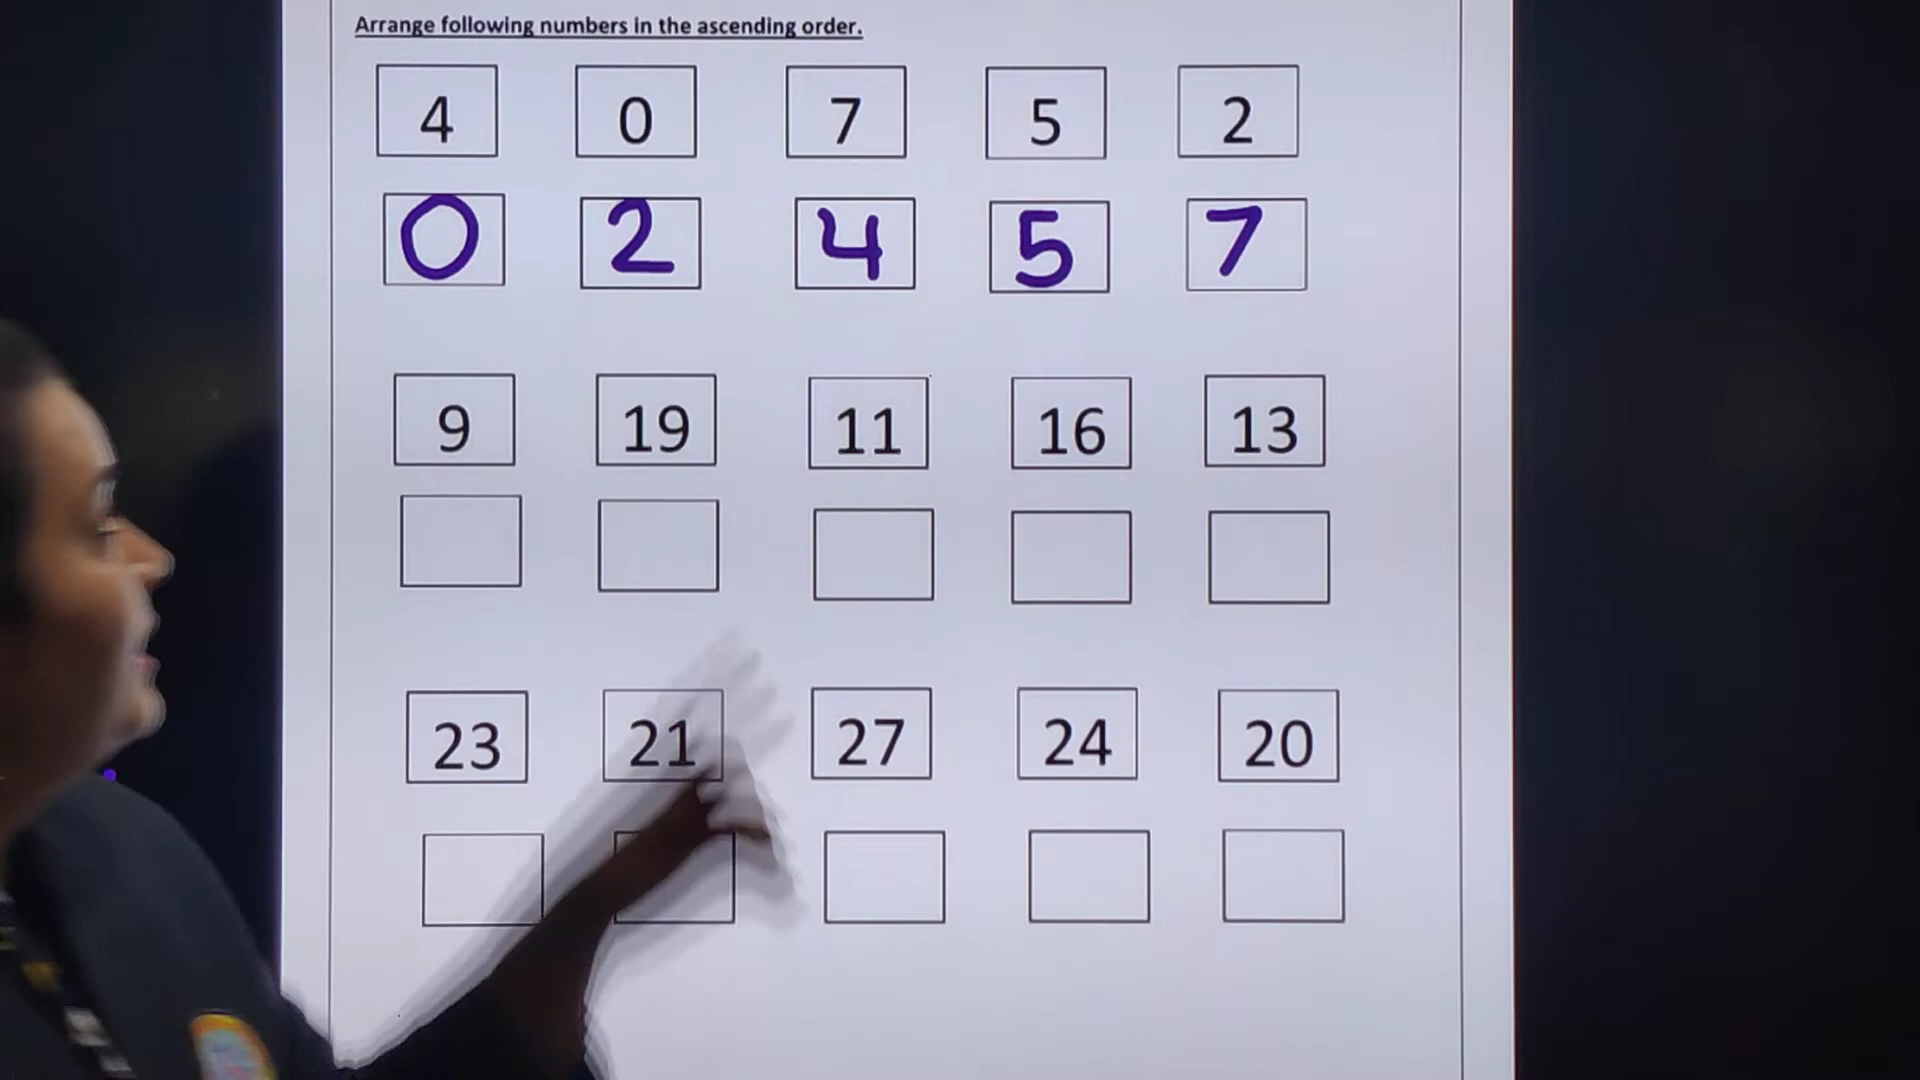 Arrange following numbers in the ascending order.
4 0 7 5 2
0 2 4 5 7
9 19 11 16 13
23 21 27 24 20